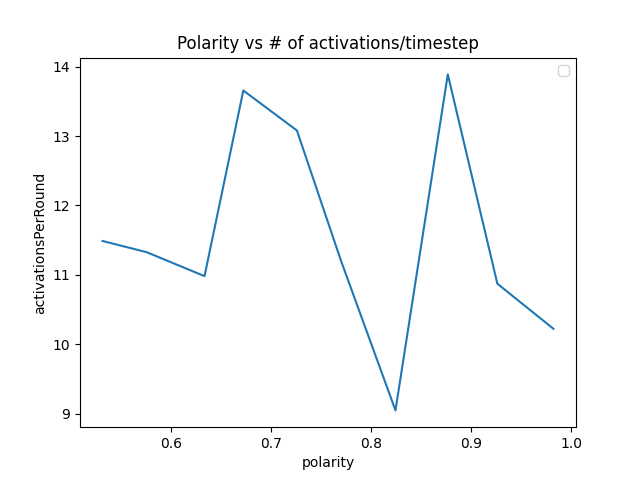 Polarity vs # of activations/timestep
14
13
12
11
10
9
activationsPerRound
0.6 0.7 0.8 0.9 1.0
polarity